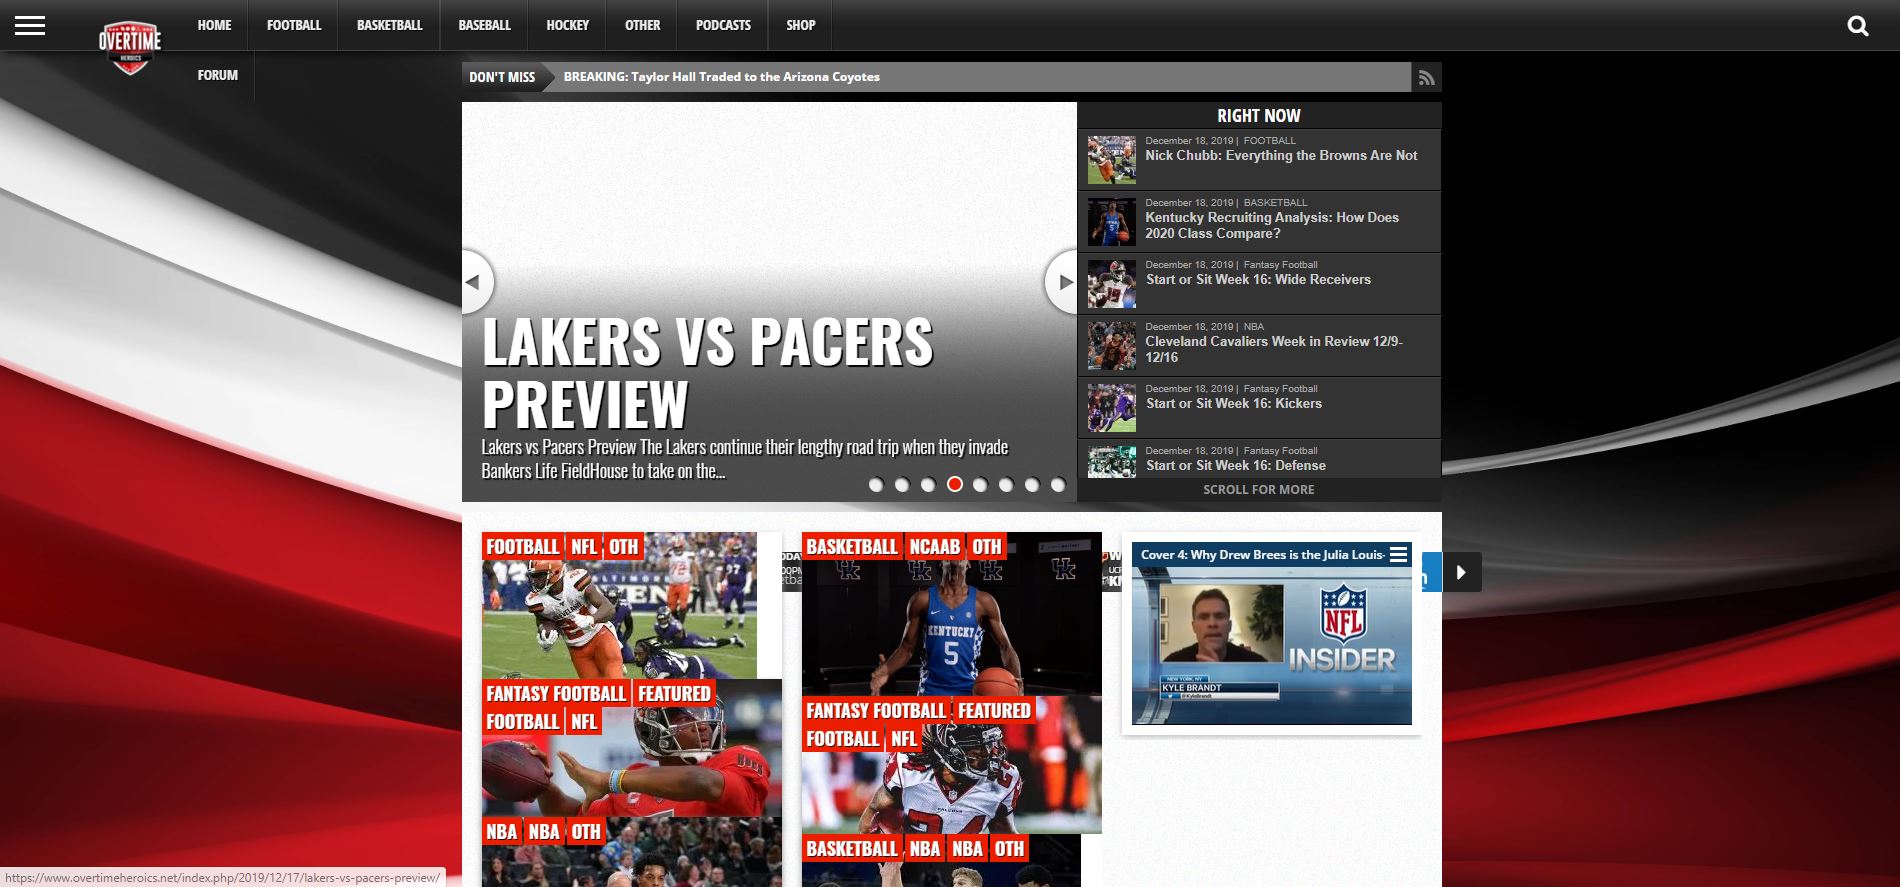 HOME
FOOTBALL
BASKETBALL
BASEBALL
HOCKEY
OTHER
PODCASTS
SHOP
OVERTIME
HEROICS
FORUM
DON'T MISS
BREAKING: Taylor Hall Traded to the Arizona Coyotes
LAKERS VS PACERS
PREVIEW
Lakers vs Pacers Preview The Lakers continue their lengthy road trip when they invade
Bankers Life FieldHouse to take on the...
RIGHT NOW
December 18, 2019 | FOOTBALL
Nick Chubb: Everything the Browns Are Not
December 18, 2019 | BASKETBALL
Kentucky Recruiting Analysis: How Does
2020 Class Compare?
December 18, 2019 | Fantasy Football
Start or Sit Week 16: Wide Receivers
December 18, 2019 | NBA
Cleveland Cavaliers Week in Review 12/9-
12/16
December 18, 2019 | Fantasy Football
Start or Sit Week 16: Kickers
December 18, 2019 | Fantasy Football
Start or Sit Week 16: Defense
SCROLL FOR MORE
FOOTBALL NFL OTH
FANTASY FOOTBALL FEATURED
FOOTBALL NFL
NBA NBA OTH
BASKETBALL NCAAB OTH
UK
UK
KENTUCKY
5
FANTASY FOOTBALL FEATURED
FOOTBALL NFL
BASKETBALL NBA NBA OTH
Cover 4: Why Drew Brees is the Julia Louis-
NFL
INSIDER
NEW YORK, NY
KYLE BRANDT
@KyleBrandt
https://www.overtimeheroics.net/index.php/2019/12/17/lakers-vs-pacers-preview/